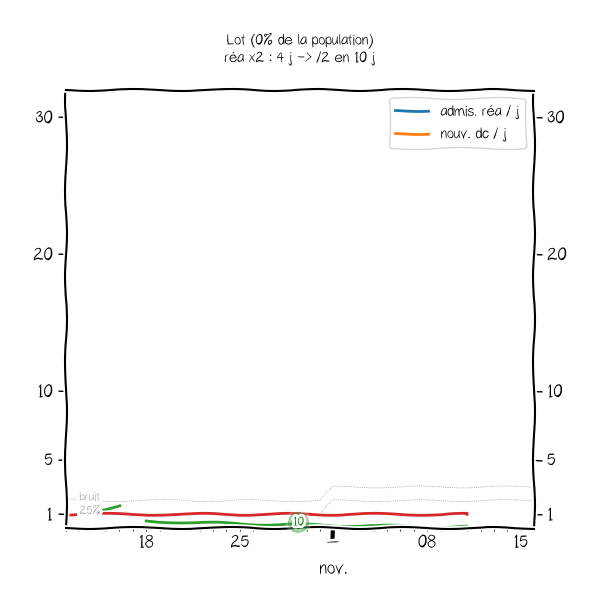 Lot (0% de la population)
réa x2 : 4 j -> /2 en 10 j
admis. réa / j
nouv. dc / j
30
30
20
20
10
10
5
5
bruit
25%
1
1
10
18
25
1
08
15
nov.